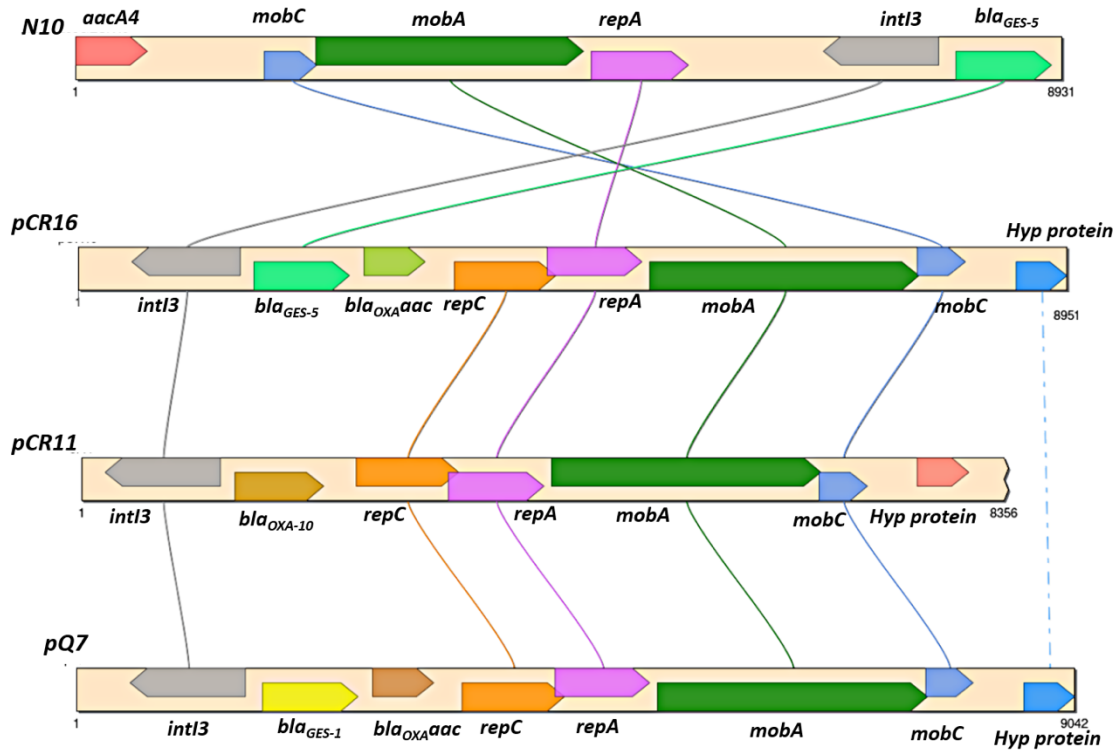 N10 aacA4 mobC mobA repA intI3 blaGES-5
1 8931
pCR16 Hyp protein
1 intI3 blaGES-5 blaOXAaac repC repA mobA mobC 8951
pCR11
1 intI3 blaOXA-10 repC repA mobA mobC Hyp protein 8356
pQ7
1 intI3 blaGES-1 blaOXAaac repC repA mobA mobC Hyp protein 9042